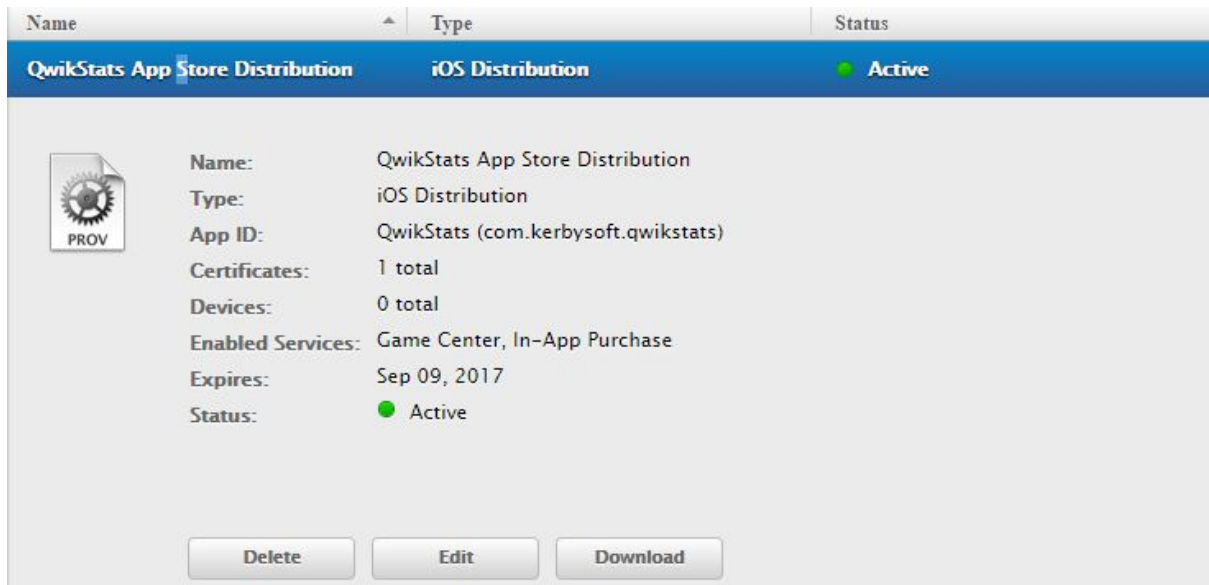 Name Type Status
QwikStats App Store Distribution iOS Distribution Active
PROV
Name: QwikStats App Store Distribution
Type: iOS Distribution
App ID: QwikStats (com.kerbysoft.qwikstats)
Certificates: 1 total
Devices: 0 total
Enabled Services: Game Center, In-App Purchase
Expires: Sep 09, 2017
Status: Active
Delete Edit Download